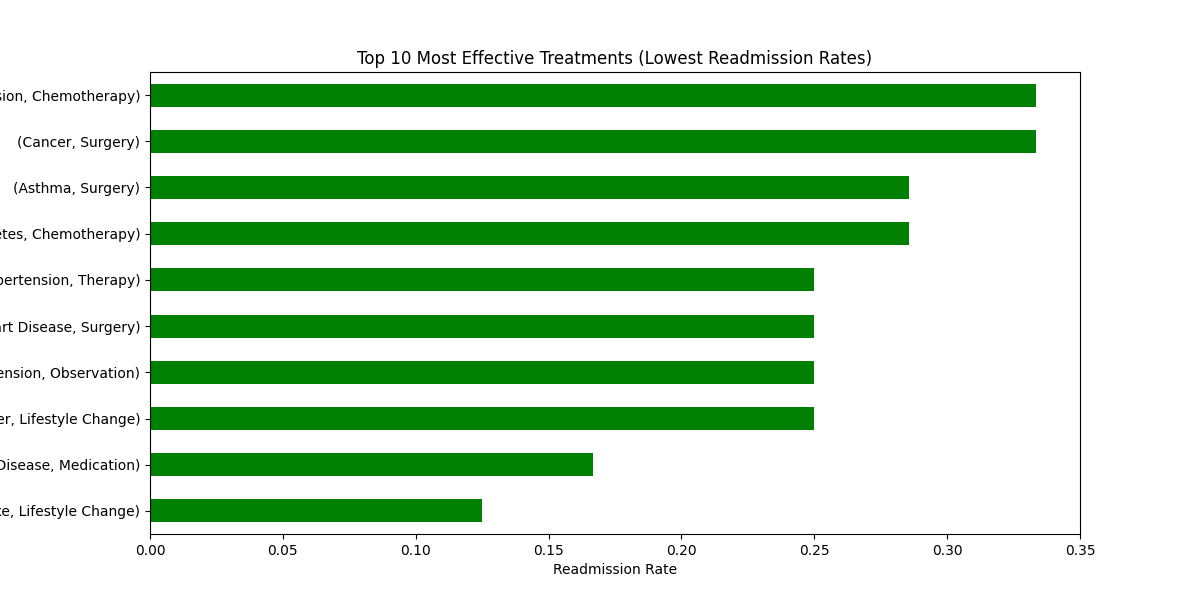 Top 10 Most Effective Treatments (Lowest Readmission Rates)
sion, Chemotherapy)
(Cancer, Surgery)
(Asthma, Surgery)
etes, Chemotherapy)
pertension, Therapy)
art Disease, Surgery)
ension, Observation)
er, Lifestyle Change)
Disease, Medication)
ke, Lifestyle Change)
0.00 0.05 0.10 0.15 0.20 0.25 0.30 0.35
Readmission Rate